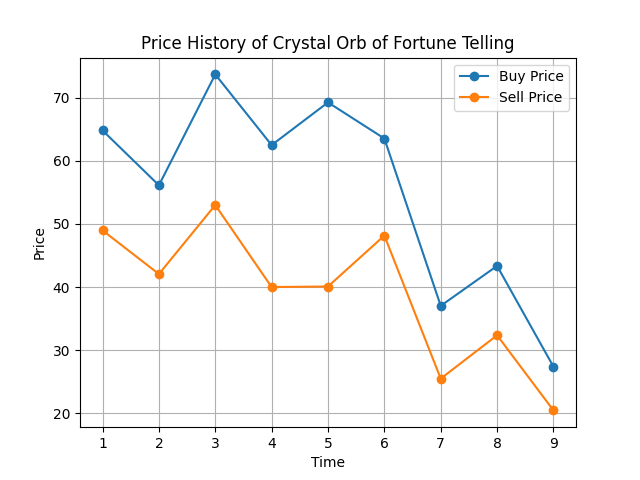 Price History of Crystal Orb of Fortune Telling
Buy Price
Sell Price
70
60
50
40
30
20
Price
1 2 3 4 5 6 7 8 9
Time